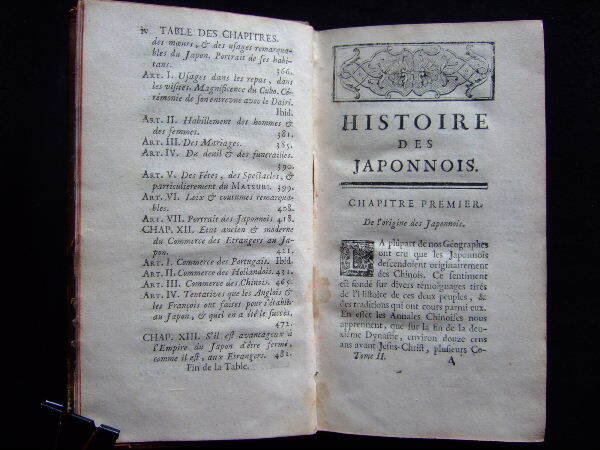 iv TABLE DES CHAPITRES.
des mœurs, & des usages remarqua-
bles du Japon. Portrait de ses habi-
tans. 366.
ART. I. Usages dans les repas, dans
les visites. Magnificence du Cubo. Cé-
rémonie de son entrevue avec le Dairi.
Ibid.
ART. II. Habillement des hommes &
des femmes. 381.
ART. III. Des Mariages. 385.
ART. IV. Du deuil & des funerailles.
390.
ART. V. Des Fêtes, des Spectacles, &
particulierement du MATSURI. 399.
ART. VI. Loix & coutumes remarqua-
bles. 408.
ART. VII. Portrait des Japonnois 418.
CHAP. XII. Etat ancien & moderne
du Commerce des Etrangers au Ja-
pon. 421.
ART. I. Commerce des Portugais. Ibid.
ART. II. Commerce des Hollandois. 431.
ART. III. Commerce des Chinois. 465.
ART. IV. Tentatives que les Anglois &
les François ont faites pour s'établir
au Japon, & quel en a été le succès.
472.
CHAP. XIII. S'il est avantageux à
l'Empire du Japon d'être fermé,
comme il est, aux Etrangers. 482.
Fin de la Table.
HISTOIRE
DES
JAPONNOIS.
CHAPITRE PREMIER.
De l'origine des Japonnois.
LA plûpart de nos Géographes
ont cru que les Japonnois
descendoient originairement
des Chinois. Ce sentiment
est fondé sur divers témoignages tirés
de l'Histoire de ces deux peuples, &
des traditions qui ont cours parmi eux.
En effet les Annales Chinoises nous
apprennent, que sur la fin de la deu-
xiéme Dynastie, environ douze cens
ans avant Jesus-Christ, plusieurs Co-
Tome II. A